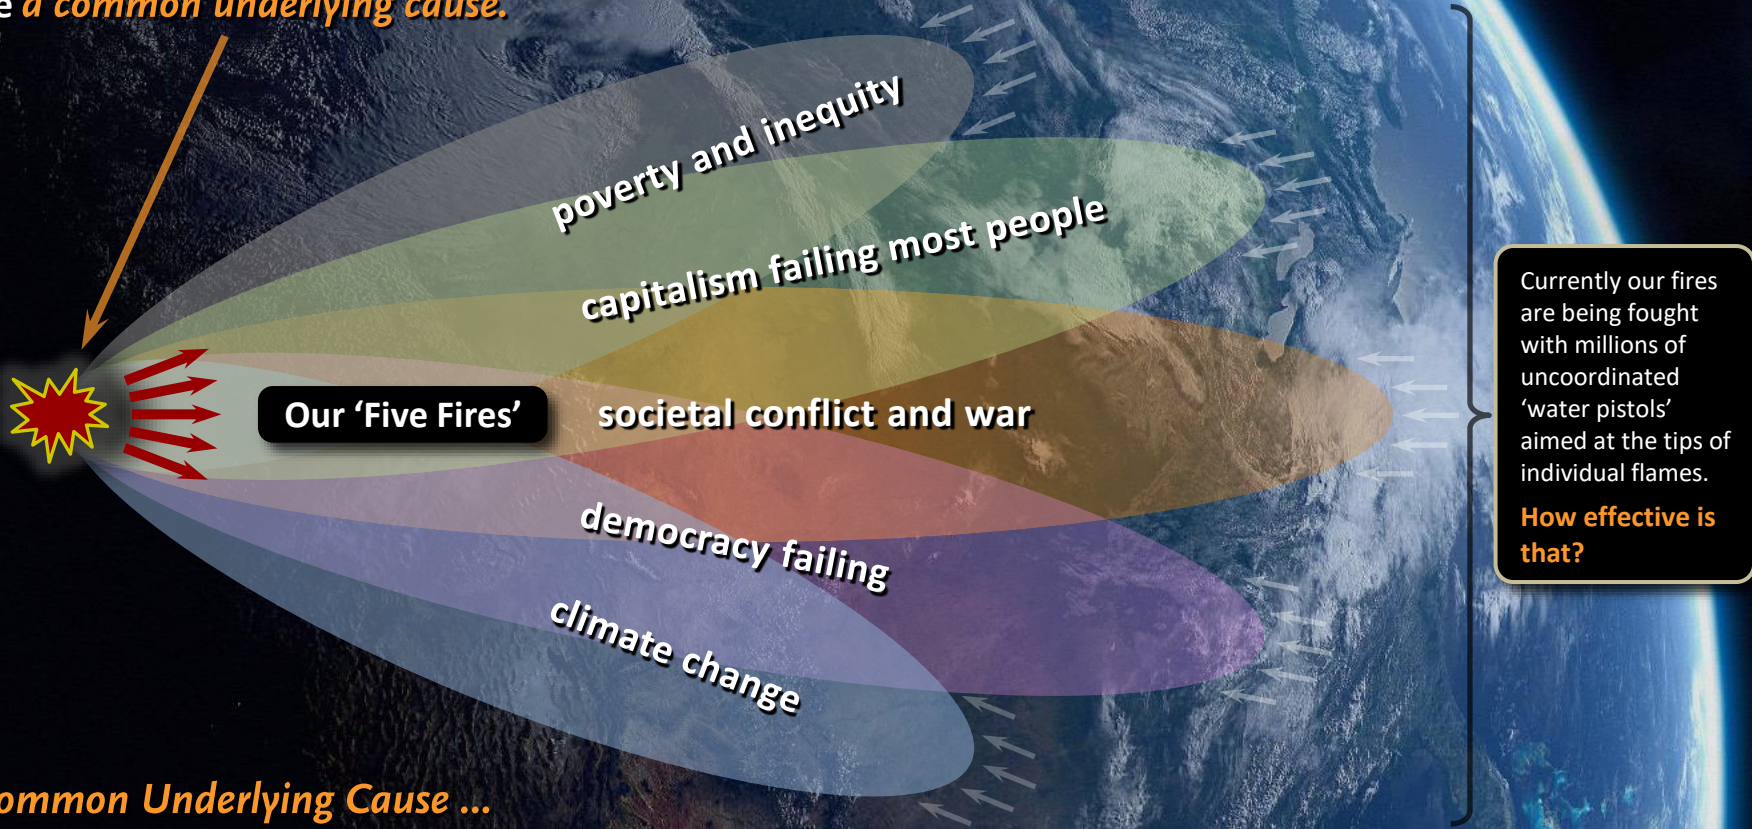 a common underlying cause.
poverty and inequity
capitalism failing most people
Our ‘Five Fires’
societal conflict and war
democracy failing
climate change
Currently our fires
are being fought
with millions of
uncoordinated
‘water pistols’
aimed at the tips of
individual flames.
How effective is
that?
ommon Underlying Cause ...